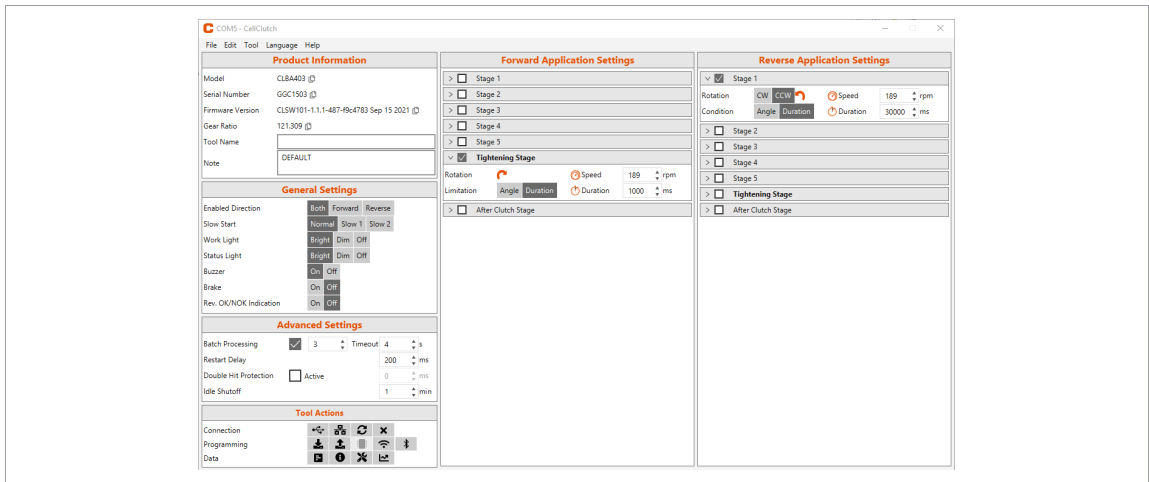 COM5 - CellClutch
File Edit Tool Language Help
Product Information
Model CLBA403
Serial Number GGC1503
Firmware Version CLSW101-1.1.1-487-f9c4783 Sep 15 2021
Gear Ratio 121.309
Tool Name
Note DEFAULT
General Settings
Enabled Direction Both Forward Reverse
Slow Start Normal Slow 1 Slow 2
Work Light Bright Dim Off
Status Light Bright Dim Off
Buzzer On Off
Brake On Off
Rev. OK/NOK Indication On Off
Advanced Settings
Batch Processing 3 Timeout 4 s
Restart Delay 200 ms
Double Hit Protection Active 0 ms
Idle Shutoff 1 min
Tool Actions
Connection
Programming
Data
Forward Application Settings
Stage 1
Stage 2
Stage 3
Stage 4
Stage 5
Tightening Stage
Rotation Speed 189 rpm
Limitation Angle Duration Duration 1000 ms
After Clutch Stage
Reverse Application Settings
Stage 1
Rotation CW CCW Speed 189 rpm
Condition Angle Duration Duration 30000 ms
Stage 2
Stage 3
Stage 4
Stage 5
Tightening Stage
After Clutch Stage